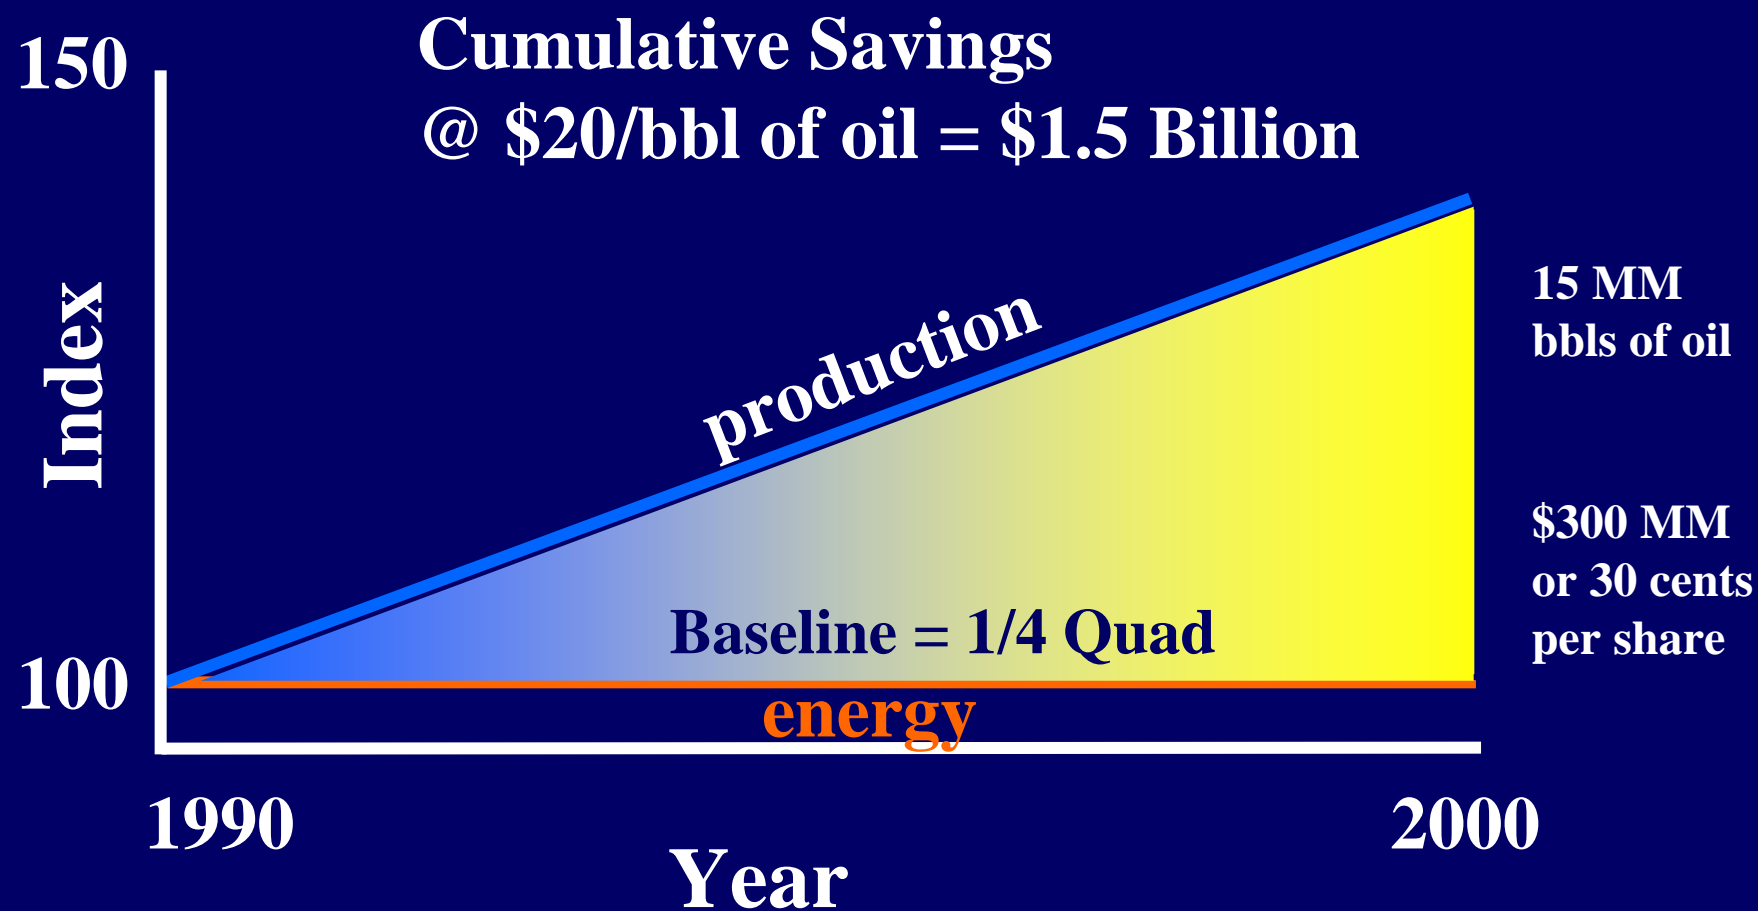 Cumulative Savings
@ $20/bbl of oil = $1.5 Billion
150
Index
production
15 MM
bbls of oil
$300 MM
or 30 cents
per share
Baseline = 1/4 Quad
100
energy
1990
2000
Year